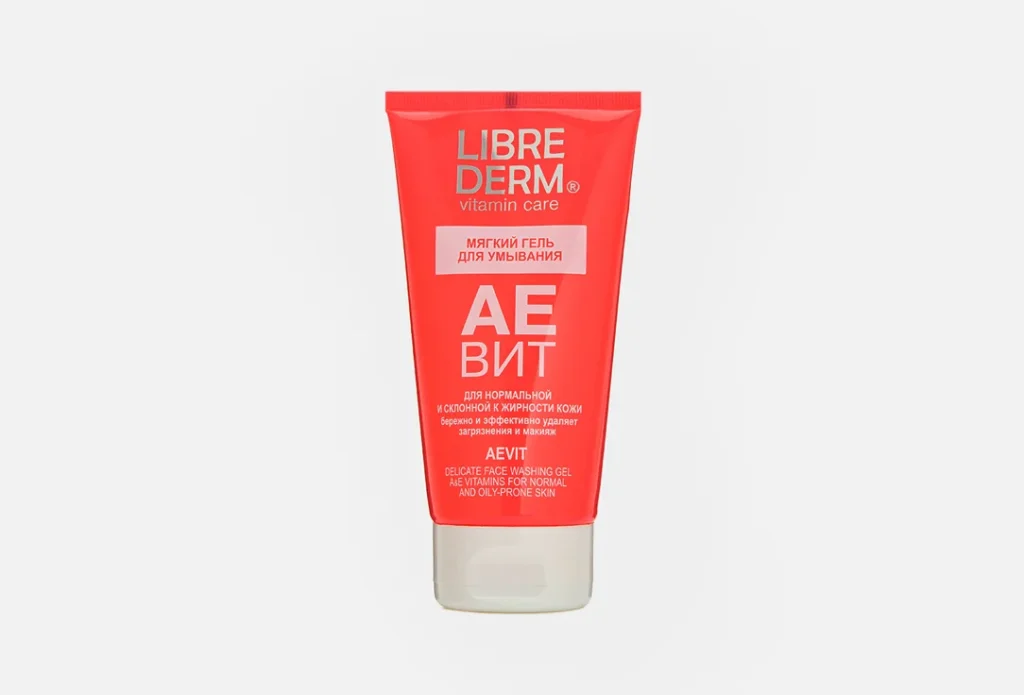 LIBRE
DERM®
vitamin care
МЯГКИЙ ГЕЛЬ
ДЛЯ УМЫВАНИЯ
АЕ
ВИТ
ДЛЯ НОРМАЛЬНОЙ
И СКЛОННОЙ К ЖИРНОСТИ КОЖИ
бережно и эффективно удаляет
загрязнения и макияж
AEVIT
DELICATE FACE WASHING GEL
A&E VITAMINS FOR NORMAL
AND OILY-PRONE SKIN